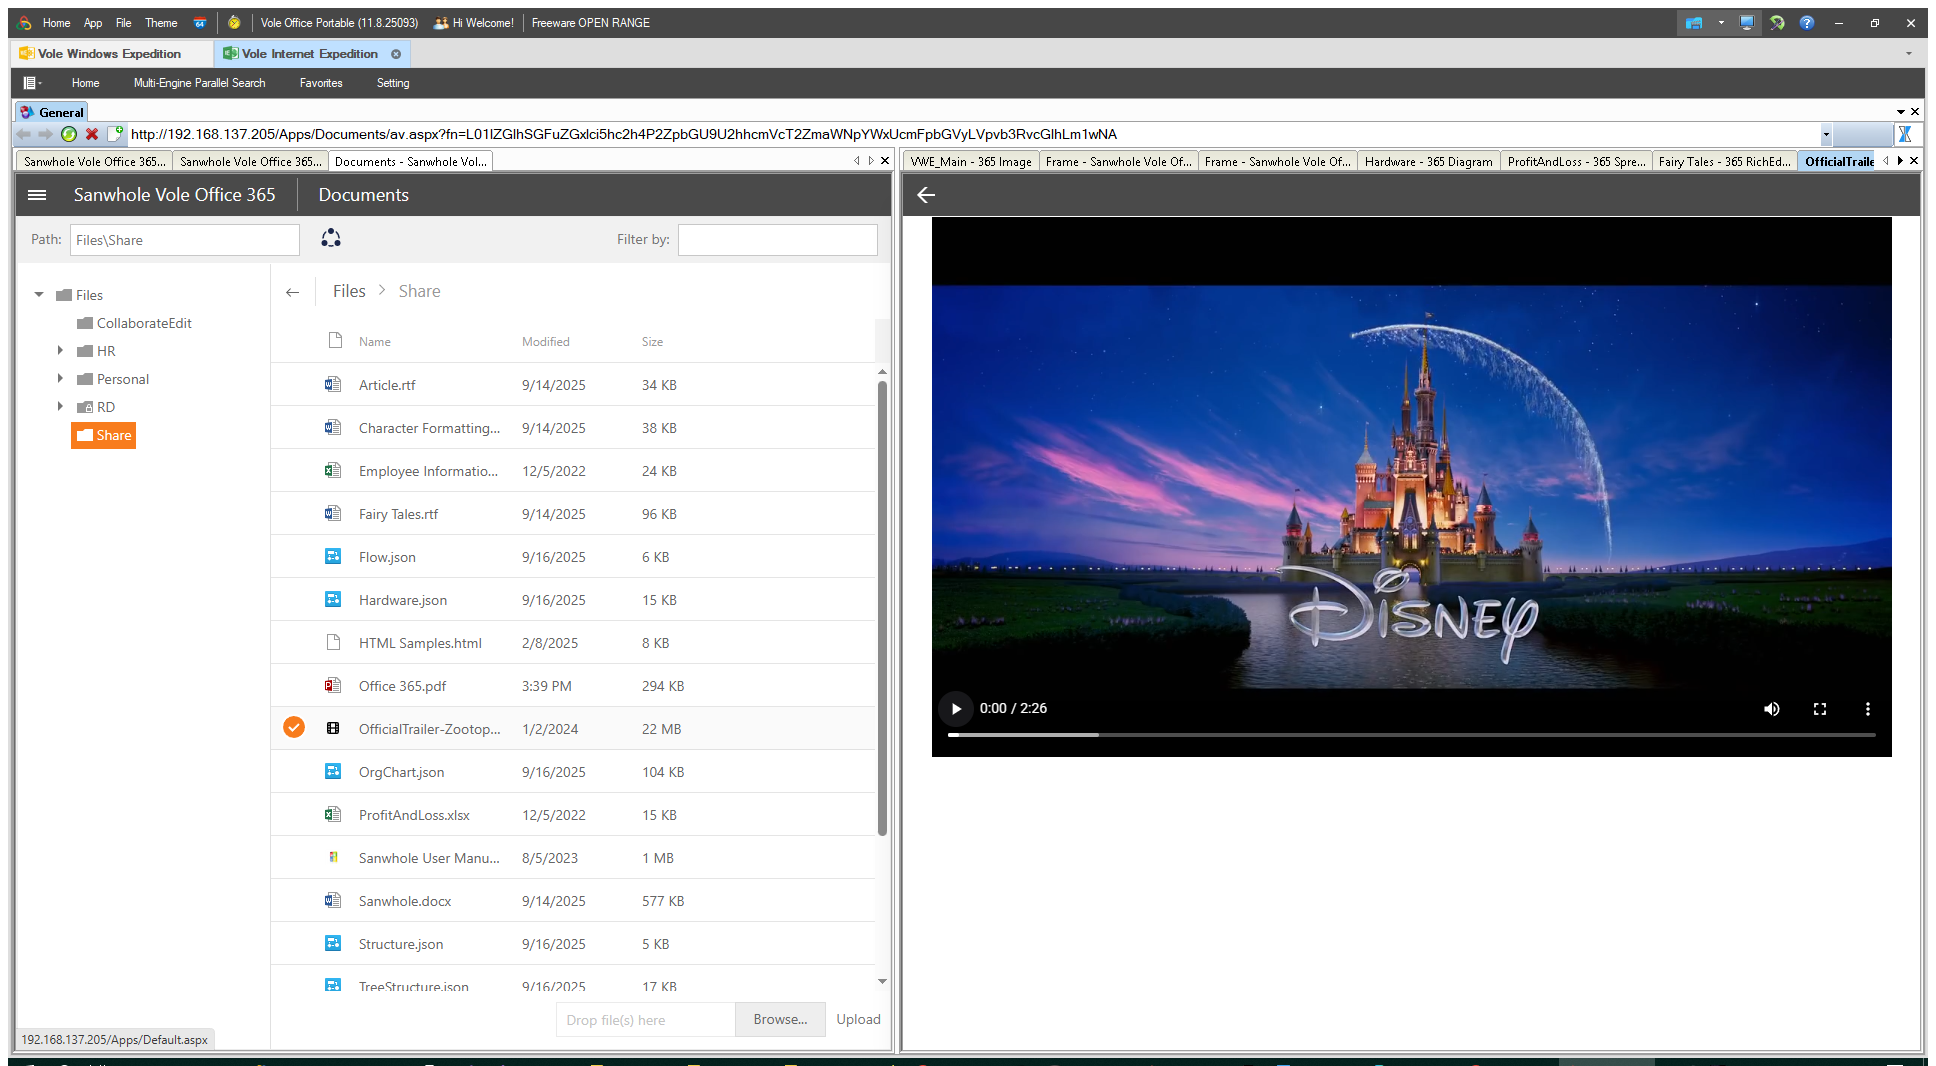 Home App File Theme 64 Vole Office Portable (11.8.25093) Hi Welcome! Freeware OPEN RANGE
Vole Windows Expedition Vole Internet Expedition
Home Multi-Engine Parallel Search Favorites Setting
General
http://192.168.137.205/Apps/Documents/av.aspx?fn=L01lZGlhSGFuZGxlci5hc2h4P2ZpbGU9U2hhcmVcT2ZmaWNpYWxUcmFpbGVyLVpvb3RvcGlhLm1wNA
Sanwhole Vole Office 365... Sanwhole Vole Office 365... Documents - Sanwhole Vol...
VWE_Main - 365 Image Frame - Sanwhole Vole Of... Frame - Sanwhole Vole Of... Hardware - 365 Diagram ProfitAndLoss - 365 Spre... Fairy Tales - 365 RichEd... OfficialTraile
Sanwhole Vole Office 365 Documents
Path: Files\Share Filter by:
Files
CollaborateEdit
HR
Personal
RD
Share
Files Share
Name Modified Size
Article.rtf 9/14/2025 34 KB
Character Formatting... 9/14/2025 38 KB
Employee Informatio... 12/5/2022 24 KB
Fairy Tales.rtf 9/14/2025 96 KB
Flow.json 9/16/2025 6 KB
Hardware.json 9/16/2025 15 KB
HTML Samples.html 2/8/2025 8 KB
Office 365.pdf 3:39 PM 294 KB
OfficialTrailer-Zootop... 1/2/2024 22 MB
OrgChart.json 9/16/2025 104 KB
ProfitAndLoss.xlsx 12/5/2022 15 KB
Sanwhole User Manu... 8/5/2023 1 MB
Sanwhole.docx 9/14/2025 577 KB
Structure.json 9/16/2025 5 KB
TreeStructure.json 9/16/2025 17 KB
Drop file(s) here Browse... Upload
192.168.137.205/Apps/Default.aspx
DISNEY
0:00 / 2:26